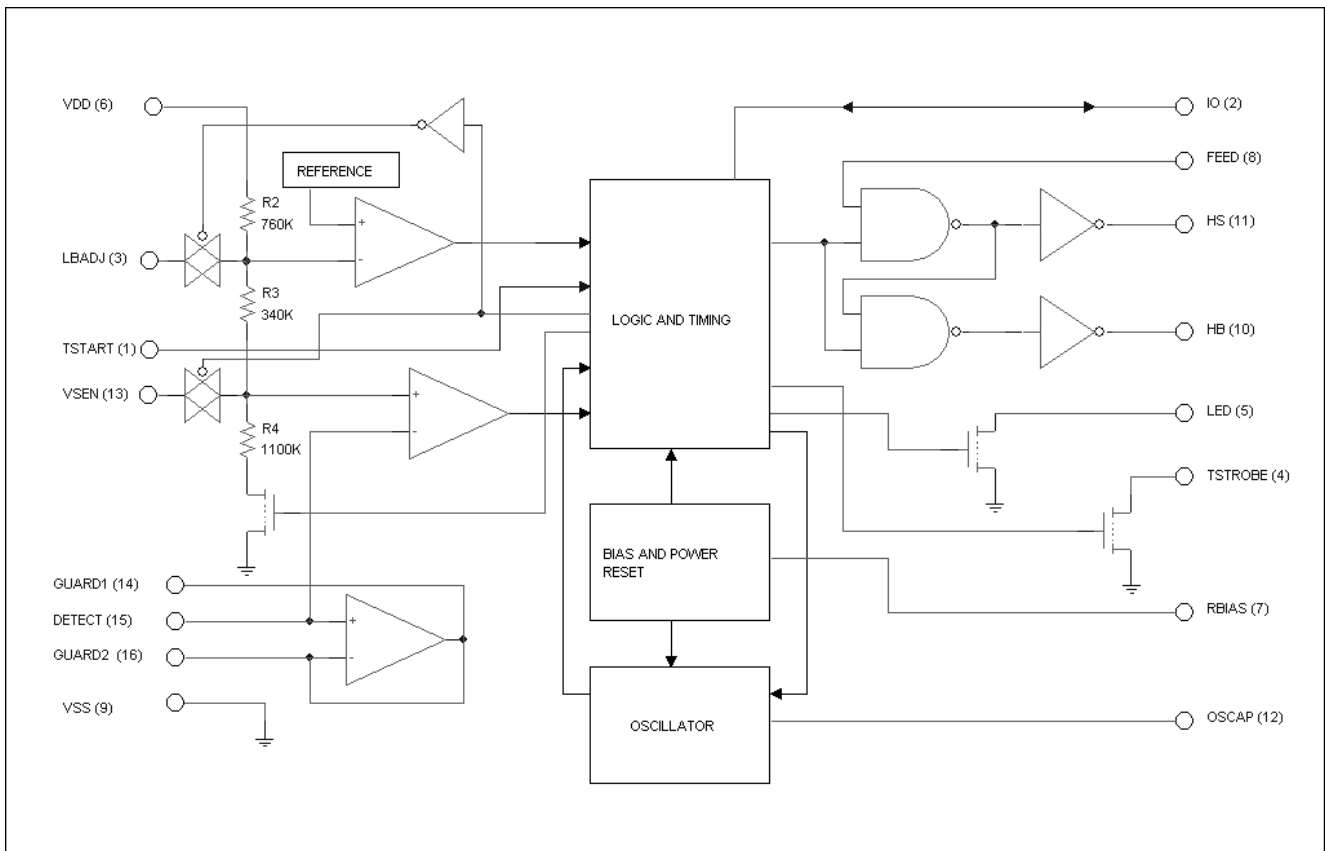 VDD (6)
IO (2)
FEED (8)
REFERENCE
R2
760K
+
-
HS (11)
LBADJ (3)
R3
340K
LOGIC AND TIMING
HB (10)
TSTART (1)
VSEN (13)
+
-
LED (5)
R4
1100K
TSTROBE (4)
BIAS AND POWER
RESET
GUARD1 (14)
DETECT (15)
+
-
RBIAS (7)
GUARD2 (16)
VSS (9)
OSCILLATOR
OSCAP (12)